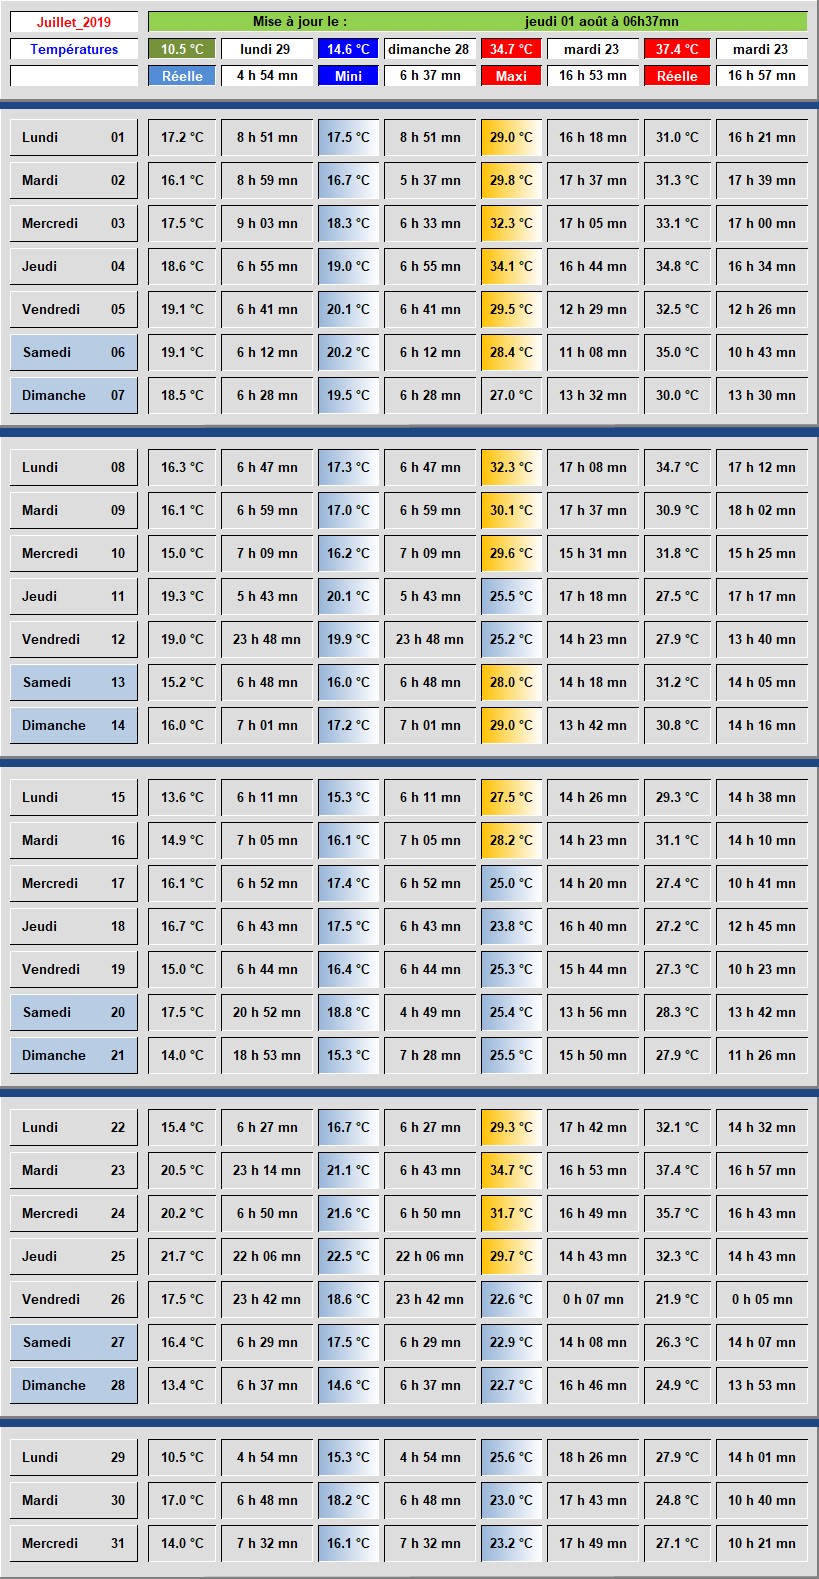 Juillet_2019 Mise à jour le : jeudi 01 août à 06h37mn
Températures 10.5 °C lundi 29 14.6 °C dimanche 28 34.7 °C mardi 23 37.4 °C mardi 23
Réelle 4 h 54 mn Mini 6 h 37 mn Maxi 16 h 53 mn Réelle 16 h 57 mn
Lundi 01 17.2 °C 8 h 51 mn 17.5 °C 8 h 51 mn 29.0 °C 16 h 18 mn 31.0 °C 16 h 21 mn
Mardi 02 16.1 °C 8 h 59 mn 16.7 °C 5 h 37 mn 29.8 °C 17 h 37 mn 31.3 °C 17 h 39 mn
Mercredi 03 17.5 °C 9 h 03 mn 18.3 °C 6 h 33 mn 32.3 °C 17 h 05 mn 33.1 °C 17 h 00 mn
Jeudi 04 18.6 °C 6 h 55 mn 19.0 °C 6 h 55 mn 34.1 °C 16 h 44 mn 34.8 °C 16 h 34 mn
Vendredi 05 19.1 °C 6 h 41 mn 20.1 °C 6 h 41 mn 29.5 °C 12 h 29 mn 32.5 °C 12 h 26 mn
Samedi 06 19.1 °C 6 h 12 mn 20.2 °C 6 h 12 mn 28.4 °C 11 h 08 mn 35.0 °C 10 h 43 mn
Dimanche 07 18.5 °C 6 h 28 mn 19.5 °C 6 h 28 mn 27.0 °C 13 h 32 mn 30.0 °C 13 h 30 mn
Lundi 08 16.3 °C 6 h 47 mn 17.3 °C 6 h 47 mn 32.3 °C 17 h 08 mn 34.7 °C 17 h 12 mn
Mardi 09 16.1 °C 6 h 59 mn 17.0 °C 6 h 59 mn 30.1 °C 17 h 37 mn 30.9 °C 18 h 02 mn
Mercredi 10 15.0 °C 7 h 09 mn 16.2 °C 7 h 09 mn 29.6 °C 15 h 31 mn 31.8 °C 15 h 25 mn
Jeudi 11 19.3 °C 5 h 43 mn 20.1 °C 5 h 43 mn 25.5 °C 17 h 18 mn 27.5 °C 17 h 17 mn
Vendredi 12 19.0 °C 23 h 48 mn 19.9 °C 23 h 48 mn 25.2 °C 14 h 23 mn 27.9 °C 13 h 40 mn
Samedi 13 15.2 °C 6 h 48 mn 16.0 °C 6 h 48 mn 28.0 °C 14 h 18 mn 31.2 °C 14 h 05 mn
Dimanche 14 16.0 °C 7 h 01 mn 17.2 °C 7 h 01 mn 29.0 °C 13 h 42 mn 30.8 °C 14 h 16 mn
Lundi 15 13.6 °C 6 h 11 mn 15.3 °C 6 h 11 mn 27.5 °C 14 h 26 mn 29.3 °C 14 h 38 mn
Mardi 16 14.9 °C 7 h 05 mn 16.1 °C 7 h 05 mn 28.2 °C 14 h 23 mn 31.1 °C 14 h 10 mn
Mercredi 17 16.1 °C 6 h 52 mn 17.4 °C 6 h 52 mn 25.0 °C 14 h 20 mn 27.4 °C 10 h 41 mn
Jeudi 18 16.7 °C 6 h 43 mn 17.5 °C 6 h 43 mn 23.8 °C 16 h 40 mn 27.2 °C 12 h 45 mn
Vendredi 19 15.0 °C 6 h 44 mn 16.4 °C 6 h 44 mn 25.3 °C 15 h 44 mn 27.3 °C 10 h 23 mn
Samedi 20 17.5 °C 20 h 52 mn 18.8 °C 4 h 49 mn 25.4 °C 13 h 56 mn 28.3 °C 13 h 42 mn
Dimanche 21 14.0 °C 18 h 53 mn 15.3 °C 7 h 28 mn 25.5 °C 15 h 50 mn 27.9 °C 11 h 26 mn
Lundi 22 15.4 °C 6 h 27 mn 16.7 °C 6 h 27 mn 29.3 °C 17 h 42 mn 32.1 °C 14 h 32 mn
Mardi 23 20.5 °C 23 h 14 mn 21.1 °C 6 h 43 mn 34.7 °C 16 h 53 mn 37.4 °C 16 h 57 mn
Mercredi 24 20.2 °C 6 h 50 mn 21.6 °C 6 h 50 mn 31.7 °C 16 h 49 mn 35.7 °C 16 h 43 mn
Jeudi 25 21.7 °C 22 h 06 mn 22.5 °C 22 h 06 mn 29.7 °C 14 h 43 mn 32.3 °C 14 h 43 mn
Vendredi 26 17.5 °C 23 h 42 mn 18.6 °C 23 h 42 mn 22.6 °C 0 h 07 mn 21.9 °C 0 h 05 mn
Samedi 27 16.4 °C 6 h 29 mn 17.5 °C 6 h 29 mn 22.9 °C 14 h 08 mn 26.3 °C 14 h 07 mn
Dimanche 28 13.4 °C 6 h 37 mn 14.6 °C 6 h 37 mn 22.7 °C 16 h 46 mn 24.9 °C 13 h 53 mn
Lundi 29 10.5 °C 4 h 54 mn 15.3 °C 4 h 54 mn 25.6 °C 18 h 26 mn 27.9 °C 14 h 01 mn
Mardi 30 17.0 °C 6 h 48 mn 18.2 °C 6 h 48 mn 23.0 °C 17 h 43 mn 24.8 °C 10 h 40 mn
Mercredi 31 14.0 °C 7 h 32 mn 16.1 °C 7 h 32 mn 23.2 °C 17 h 49 mn 27.1 °C 10 h 21 mn